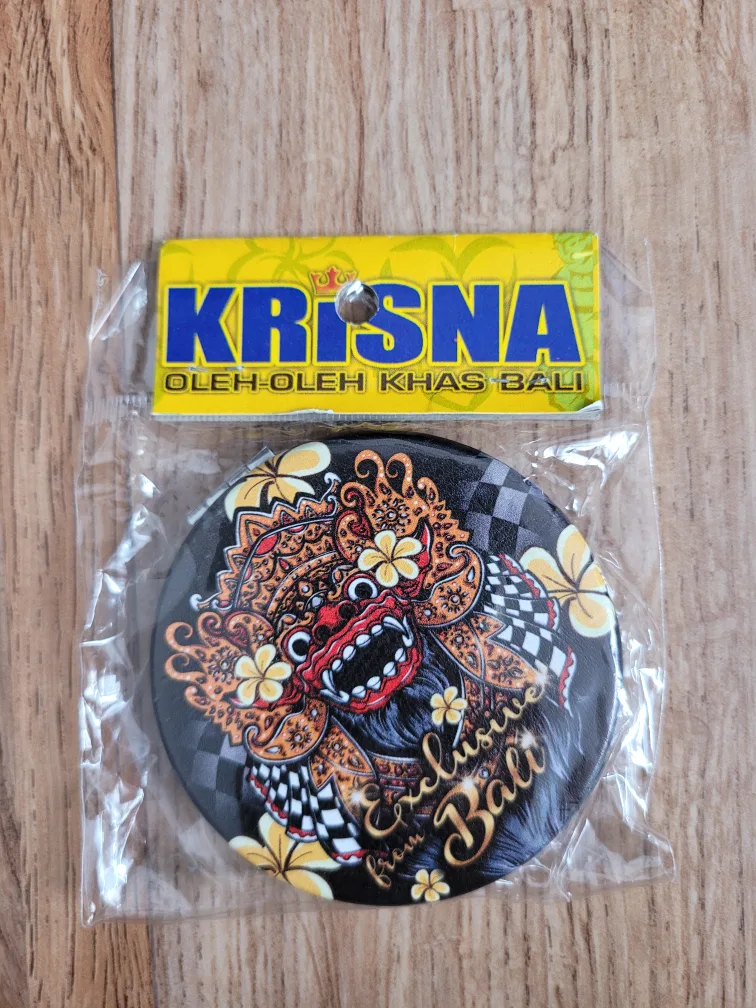 KRiSNA
OLEH-OLEH KHAS BALI
Exclusive
from Bali